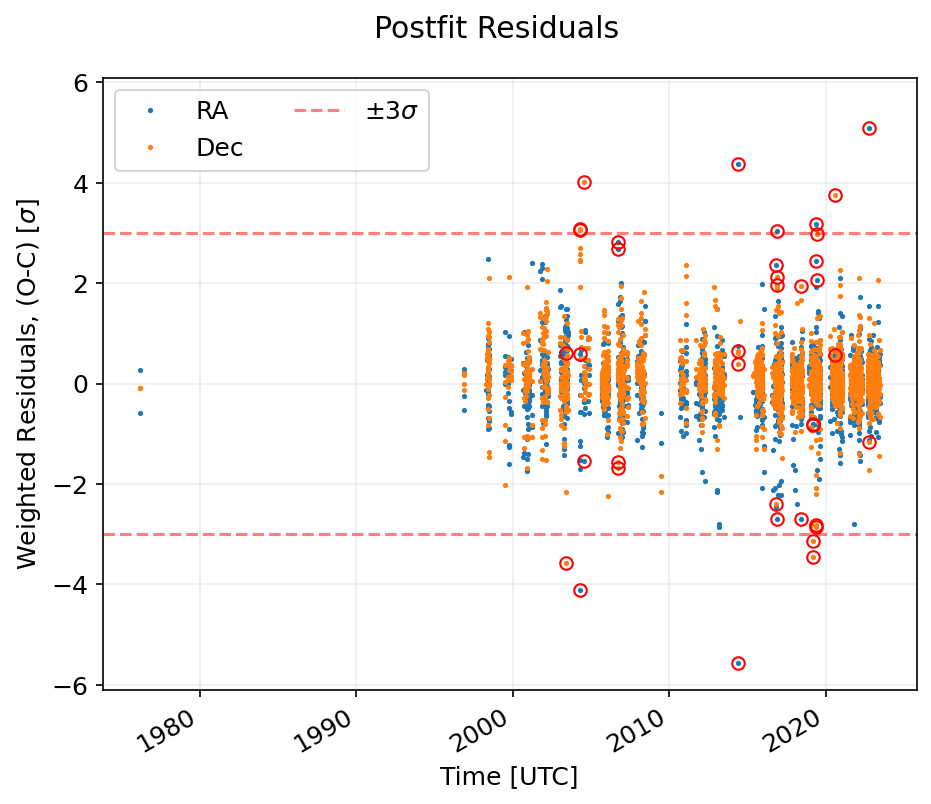 Postfit Residuals
RA
Dec
±3σ
Weighted Residuals, (O-C) [σ]
6
4
2
0
−2
−4
−6
1980
1990
2000
2010
2020
Time [UTC]